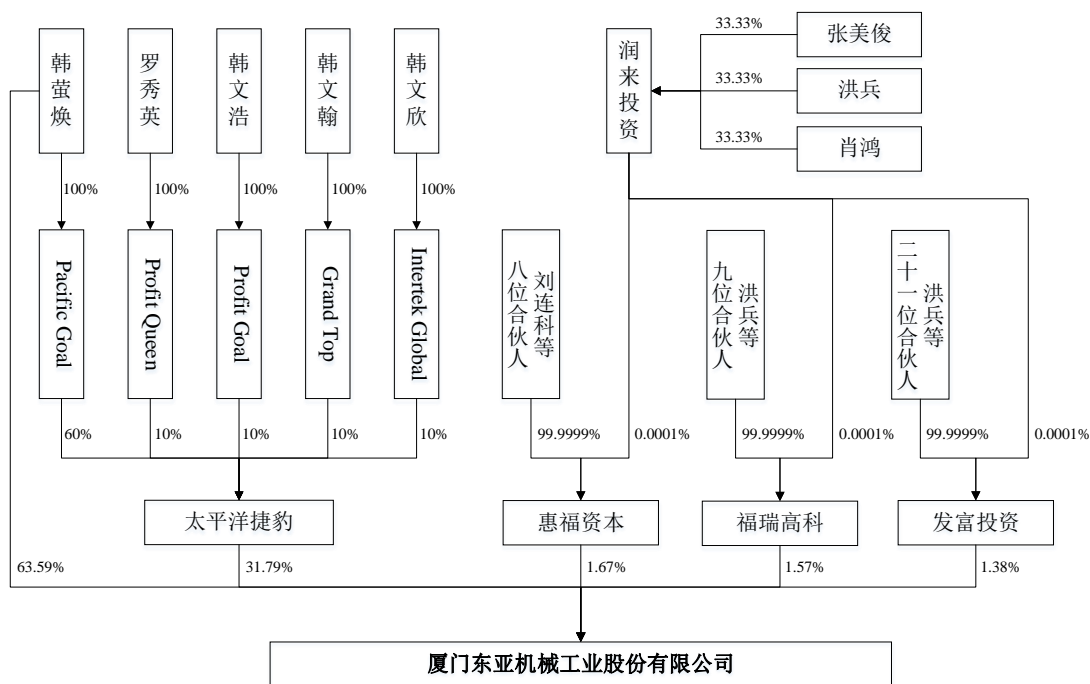 韩萤焕
罗秀英
韩文浩
韩文翰
韩文欣
润来投资
33.33%
张美俊
33.33%
洪兵
33.33%
肖鸿
100%
100%
100%
100%
100%
Pacific Goal
Profit Queen
Profit Goal
Grand Top
Intertek Global
刘连科等
八位合伙人
洪兵等
九位合伙人
洪兵等
二十一位合伙人
60%
10%
10%
10%
10%
99.9999%
0.0001%
99.9999%
0.0001%
99.9999%
0.0001%
太平洋捷豹
惠福资本
福瑞高科
发富投资
63.59%
31.79%
1.67%
1.57%
1.38%
厦门东亚机械工业股份有限公司